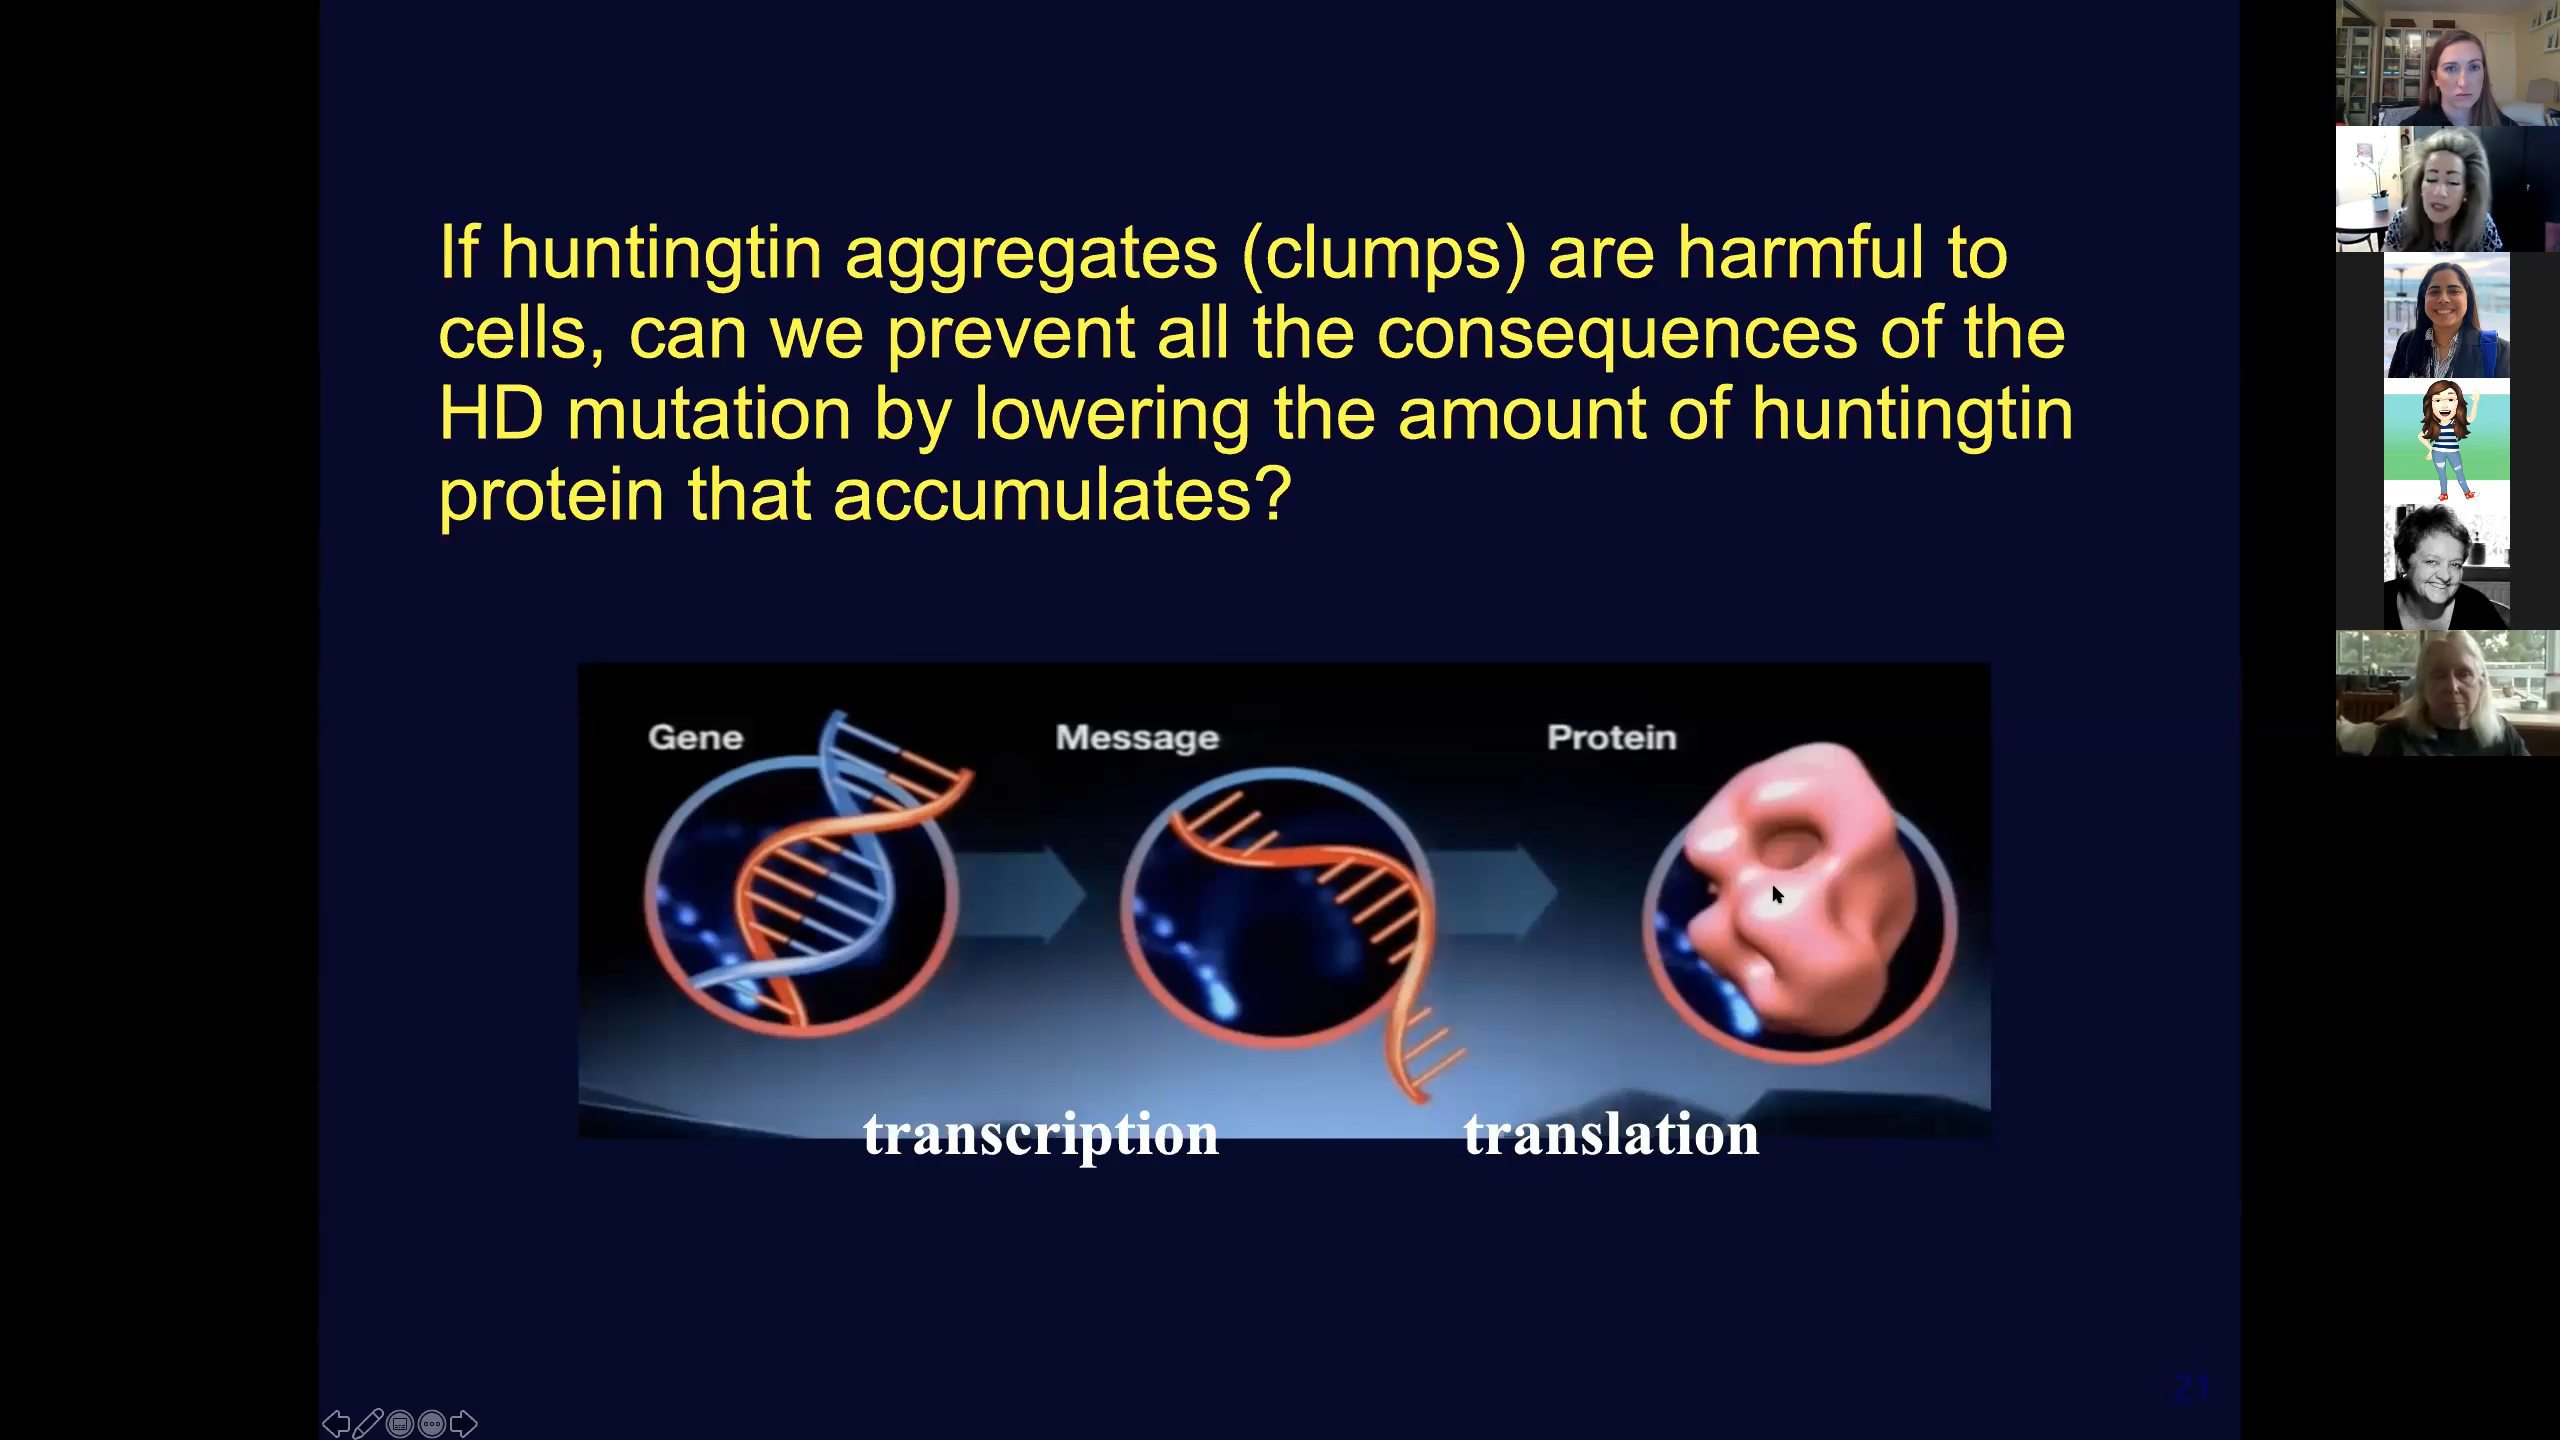 If huntingtin aggregates (clumps) are harmful to
cells, can we prevent all the consequences of the
HD mutation by lowering the amount of huntingtin
protein that accumulates?
Gene
Message
Protein
transcription
translation
21